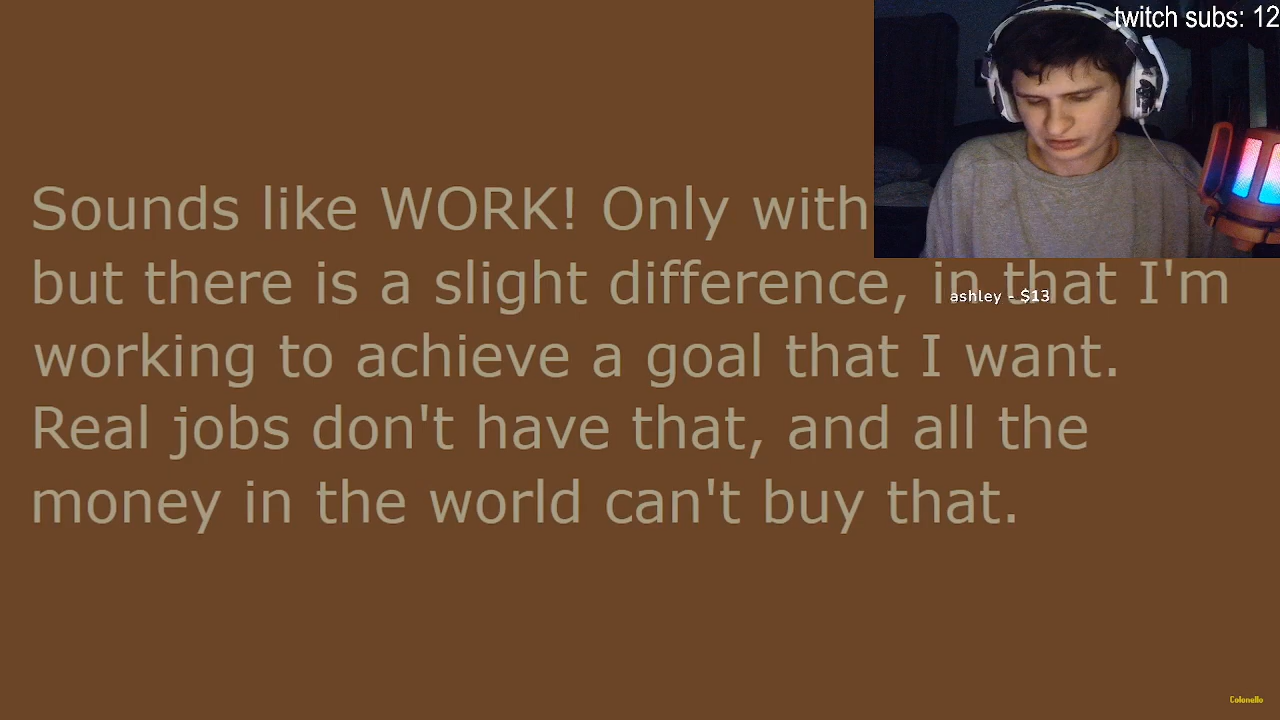 twitch subs: 12
Sounds like WORK! Only with
but there is a slight difference, in that I'm
ashley - $13
working to achieve a goal that I want.
Real jobs don't have that, and all the
money in the world can't buy that.
Colonello